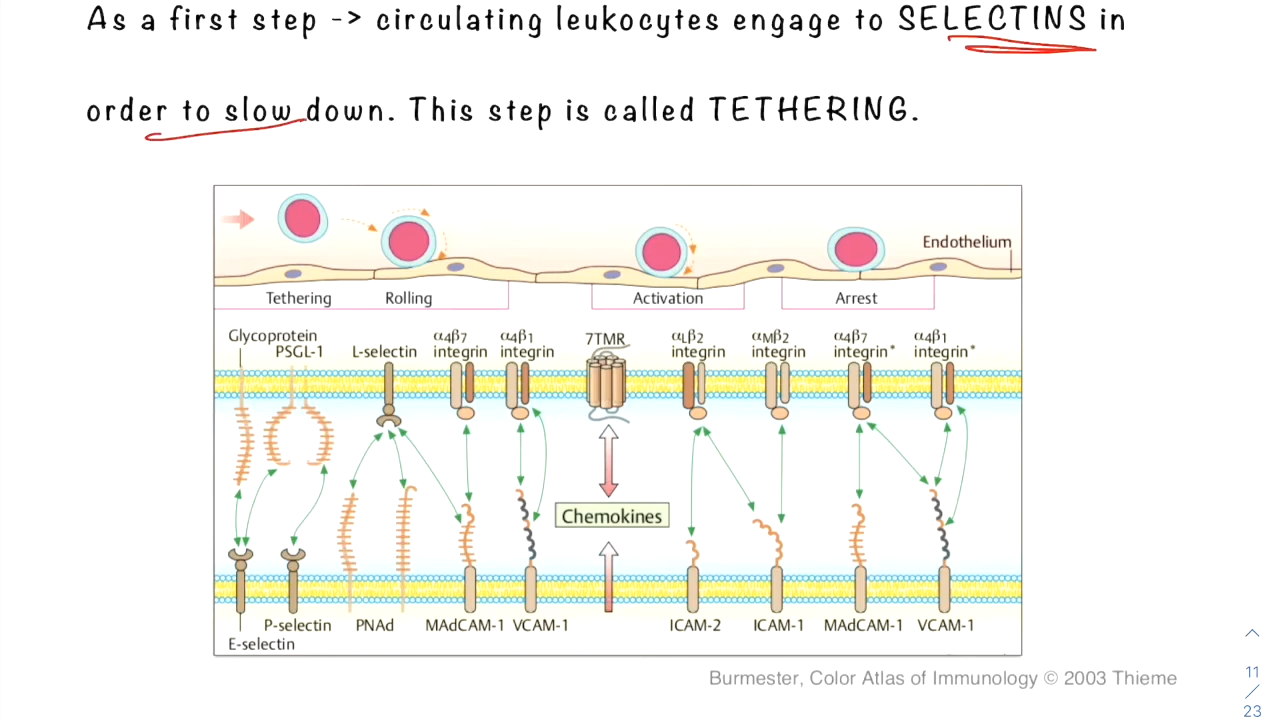 As a first step -> circulating leukocytes engage to SELECTINS in
order to slow down. This step is called TETHERING.
Endothelium
Tethering Rolling Activation Arrest
Glycoprotein
PSGL-1
L-selectin
α4β7
integrin
α4β1
integrin
7TMR
αLβ2
integrin
αMβ2
integrin
α4β7
integrin*
α4β1
integrin*
Chemokines
P-selectin PNAd MAdCAM-1 VCAM-1 ICAM-2 ICAM-1 MAdCAM-1 VCAM-1
E-selectin
Burmester, Color Atlas of Immunology © 2003 Thieme
11
/
23